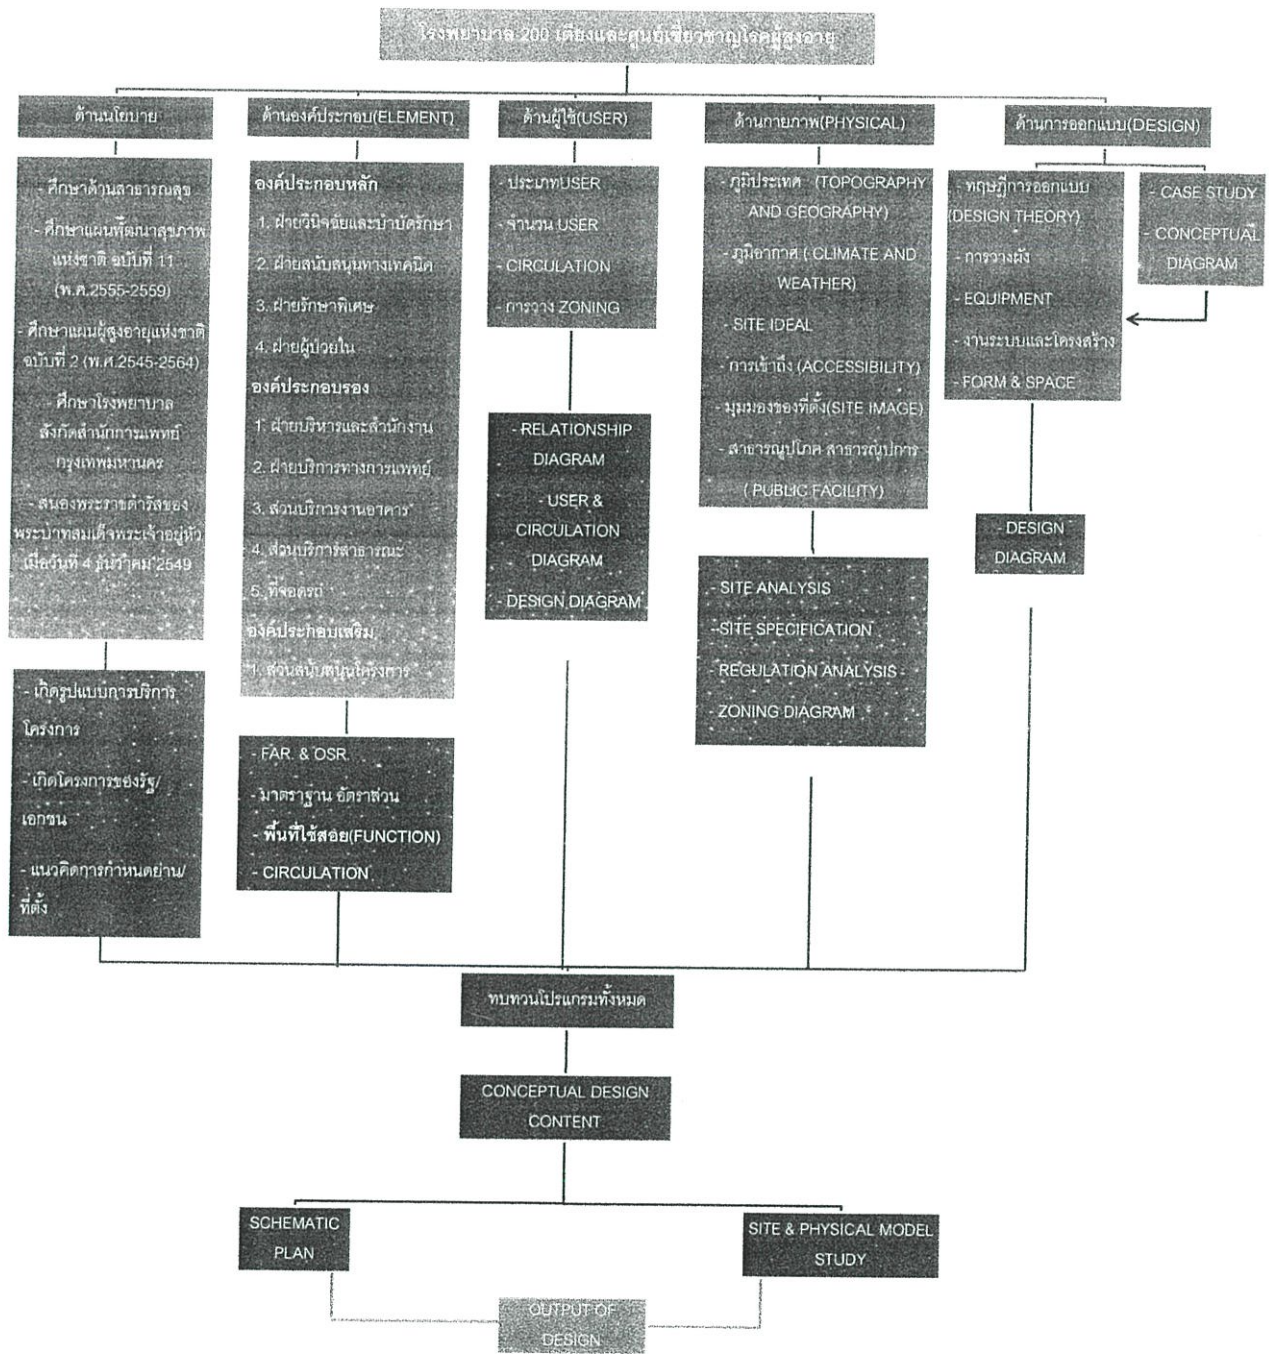 โรงพยาบาล 200 เตียงและศูนย์เชี่ยวชาญโรคผู้สูงอายุ
ด้านนโยบาย
- ศึกษาด้านสาธารณสุข
- ศึกษาแผนพัฒนาสุขภาพ
แห่งชาติ ฉบับที่ 11
(พ.ศ.2555-2559)
- ศึกษาแผนผู้สูงอายุแห่งชาติ
ฉบับที่ 2 (พ.ศ.2545-2564)
- ศึกษาโรงพยาบาล
สังกัดสำนักการแพทย์
กรุงเทพมหานคร
- สนองพระราชดำรัสของ
พระบาทสมเด็จพระเจ้าอยู่หัว
เมื่อวันที่ 4 ธันวาคม 2549
- เกิดรูปแบบการบริการ
โครงการ
- เกิดโครงการของรัฐ/
เอกชน
- แนวคิดการกำหนดย่าน/
ที่ตั้ง
ด้านองค์ประกอบ(ELEMENT)
องค์ประกอบหลัก
1. ฝ่ายวินิจฉัยและบำบัดรักษา
2. ฝ่ายสนับสนุนทางเทคนิค
3. ฝ่ายรักษาพิเศษ
4. ฝ่ายผู้ป่วยใน
องค์ประกอบรอง
1. ฝ่ายบริหารและสำนักงาน
2. ฝ่ายบริการทางการแพทย์
3. ส่วนบริการงานอาคาร
4. ส่วนบริการสาธารณะ
5. ที่จอดรถ
องค์ประกอบเสริม
1. ส่วนสนับสนุนโครงการ
- FAR. & OSR.
- มาตราฐาน อัตราส่วน
- พื้นที่ใช้สอย(FUNCTION)
- CIRCULATION
ด้านผู้ใช้(USER)
- ประเภทUSER
- จำนวน USER
- CIRCULATION
- การวาง ZONING
- RELATIONSHIP
DIAGRAM
- USER &
CIRCULATION
DIAGRAM
- DESIGN DIAGRAM
ด้านกายภาพ(PHYSICAL)
- ภูมิประเทศ (TOPOGRAPHY
AND GEOGRAPHY)
- ภูมิอากาศ ( CLIMATE AND
WEATHER)
- SITE IDEAL
- การเข้าถึง (ACCESSIBILITY)
- มุมมองของที่ตั้ง(SITE IMAGE)
- สาธารณูปโภค สาธารณูปการ
( PUBLIC FACILITY)
- SITE ANALYSIS
- SITE SPECIFICATION
- REGULATION ANALYSIS
- ZONING DIAGRAM
ด้านการออกแบบ(DESIGN)
- ทฤษฎีการออกแบบ
(DESIGN THEORY)
- การวางผัง
- EQUIPMENT
- งานระบบและโครงสร้าง
- FORM & SPACE
- CASE STUDY
- CONCEPTUAL
DIAGRAM
- DESIGN
DIAGRAM
ทบทวนโปรแกรมทั้งหมด
CONCEPTUAL DESIGN
CONTENT
SCHEMATIC
PLAN
SITE & PHYSICAL MODEL
STUDY
OUTPUT OF
DESIGN